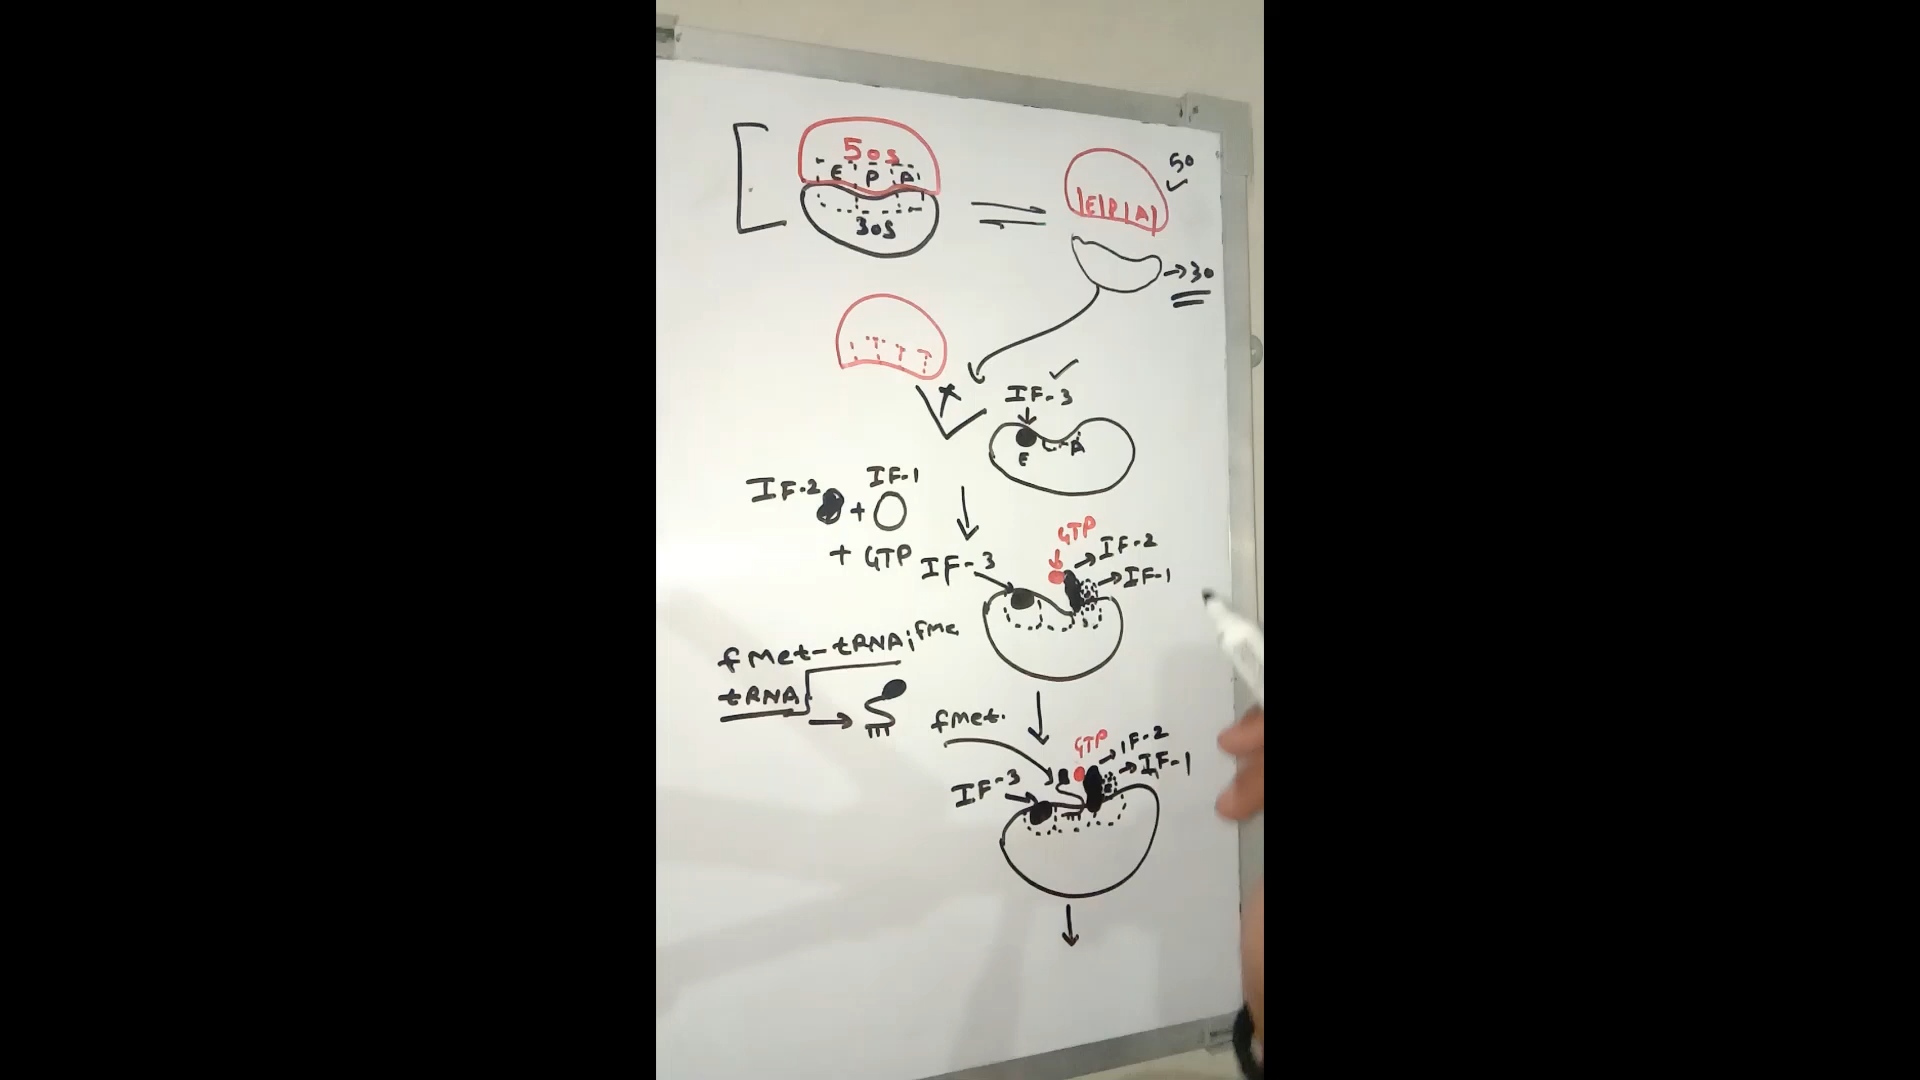 50S
E P A
30S
50
E P A
30
IF-3
E A
IF-2 + IF-1
+ GTP
IF-3
GTP
IF-2
IF-1
fMet-tRNAi
tRNA
fMet.
GTP
IF-2
IF-1
IF-3